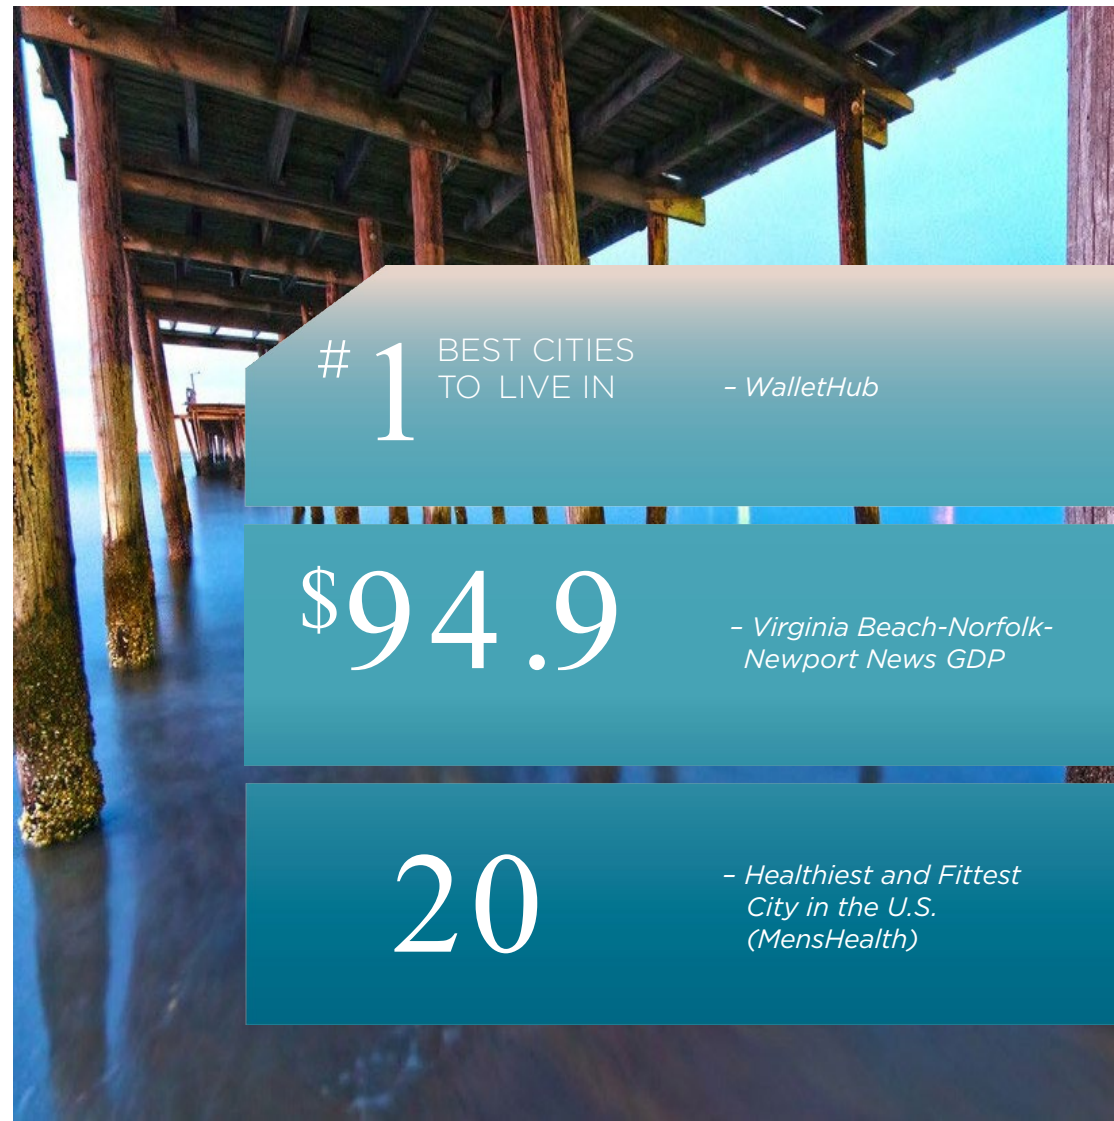 # 1 BEST CITIES
TO LIVE IN
– WalletHub
$94.9
– Virginia Beach-Norfolk-
Newport News GDP
20
– Healthiest and Fittest
City in the U.S.
(MensHealth)